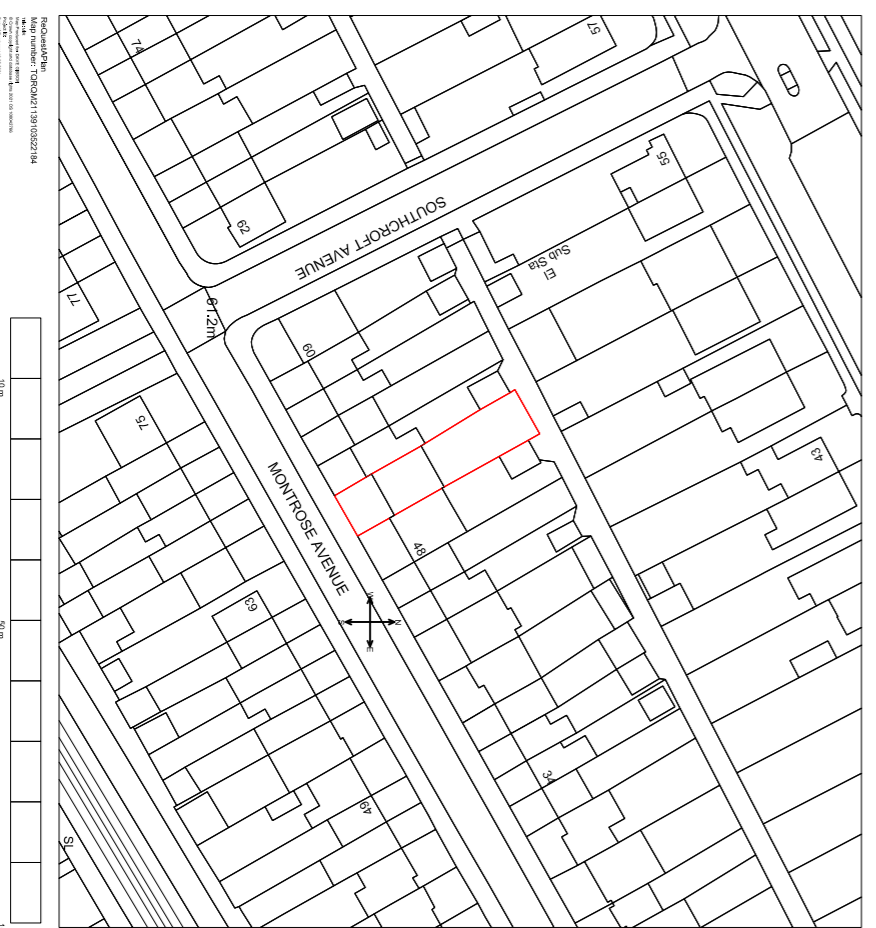 ReQuestAPlan
Map number: TQRQM21139103522184
57
74
55
SOUTHCROFT AVENUE
62
El
Sub Sta
61.2m
77
60
75
43
MONTROSE AVENUE
48
W
N
S
E
63
34
49
SL
10 m
50 m